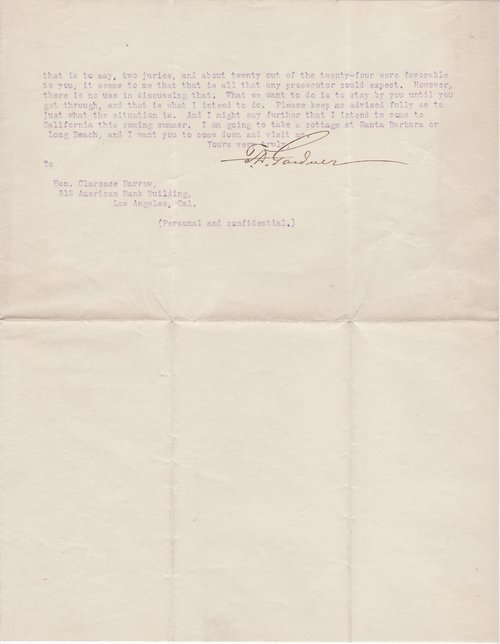 that is to say, two juries, and about twenty out of the twenty-four were favorable
to you, it seems to me that that is all that any prosecutor could expect. However,
there is no use in discussing that. What we want to do is to stay by you until you
get through, and that is what I intend to do. Please keep me advised fully as to
just what the situation is. And I might say further that I intend to come to
California this coming summer. I am going to take a cottage at Santa Barbara or
Long Beach, and I want you to come down and visit me.
Yours very truly
F. D. Gardner
To
Hon. Clarence Darrow,
512 American Bank Building,
Los Angeles, Cal.
(Personal and confidential.)